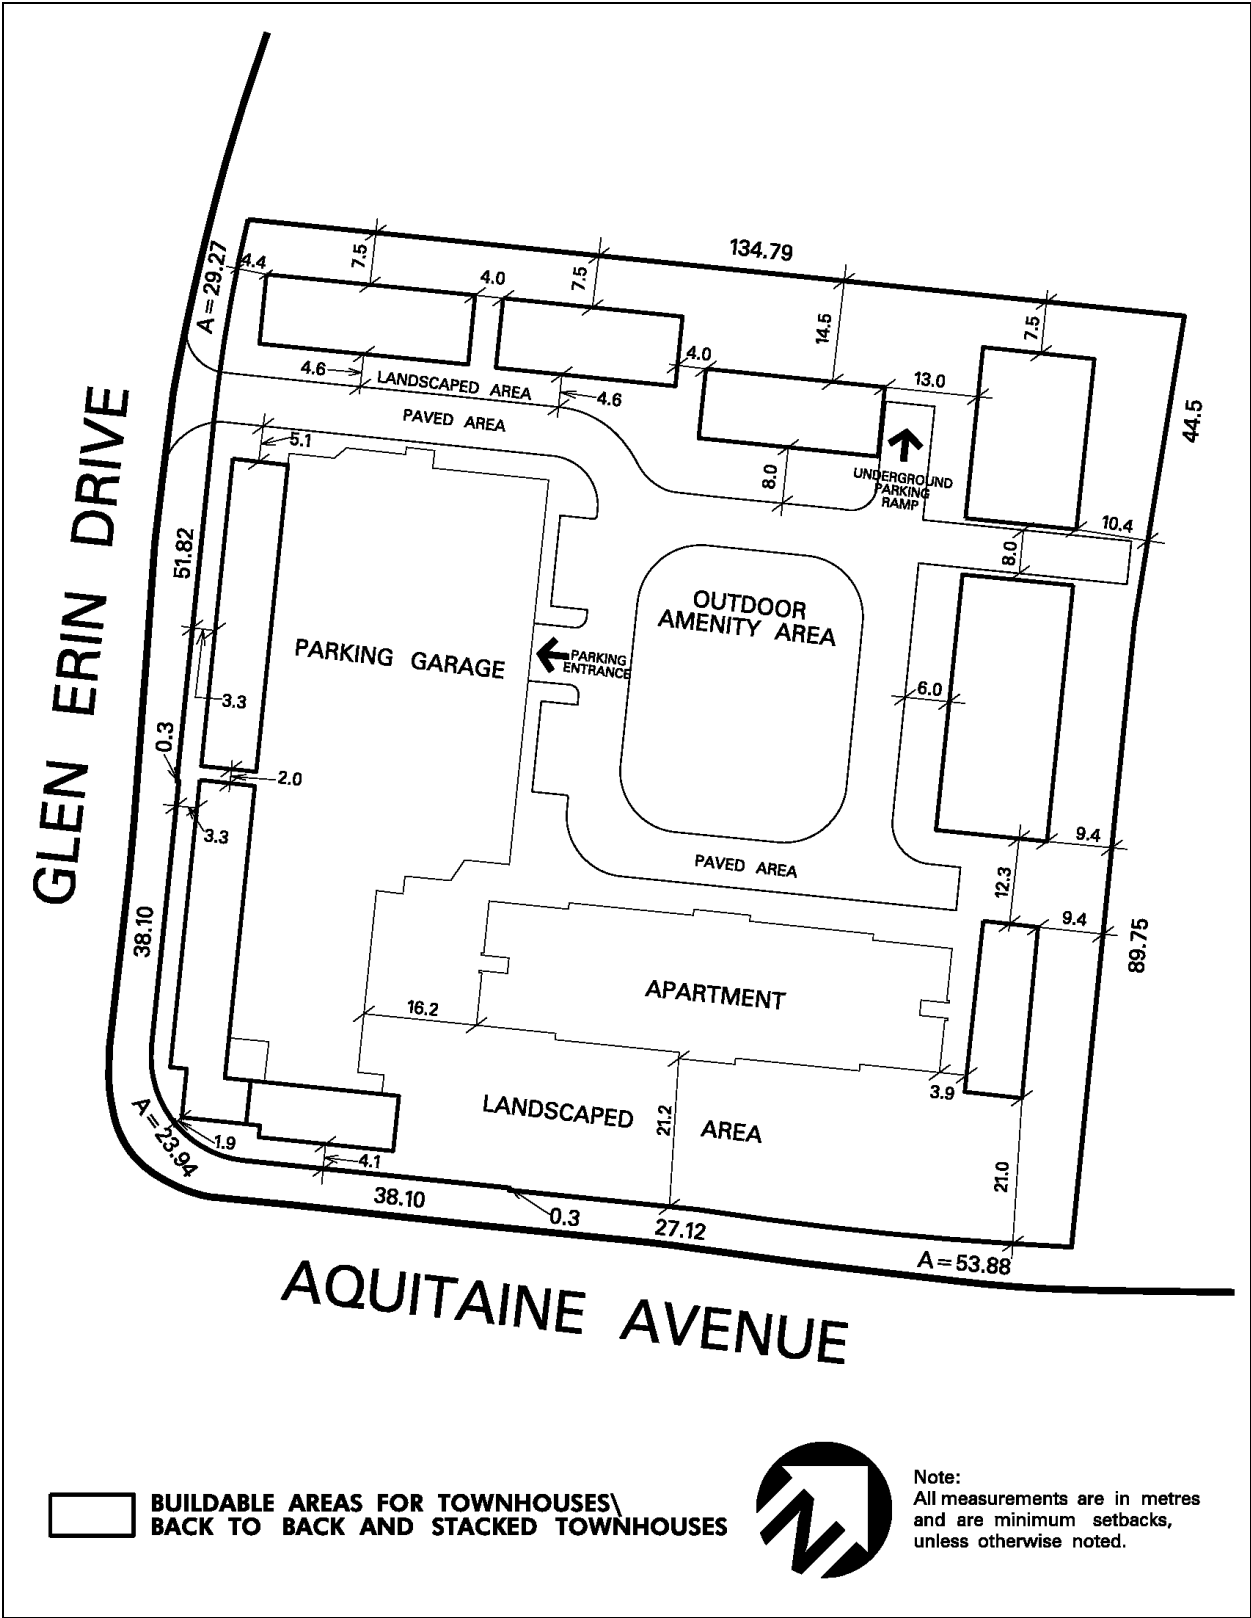 134.79
A = 29.27
4.4
7.5
4.0
7.5
14.5
7.5
4.6
LANDSCAPED AREA
4.6
4.0
13.0
44.5
PAVED AREA
5.1
8.0
UNDERGROUND
PARKING
RAMP
10.4
8.0
GLEN ERIN DRIVE
51.82
OUTDOOR
AMENITY AREA
PARKING GARAGE
PARKING
ENTRANCE
3.3
6.0
0.3
2.0
3.3
9.4
PAVED AREA
12.3
9.4
38.10
89.75
APARTMENT
16.2
3.9
LANDSCAPED AREA
21.2
A = 23.94
1.9
4.1
21.0
38.10
0.3
27.12
A = 53.88
AQUITAINE AVENUE
BUILDABLE AREAS FOR TOWNHOUSES\
BACK TO BACK AND STACKED TOWNHOUSES
N
Note:
All measurements are in metres
and are minimum setbacks,
unless otherwise noted.